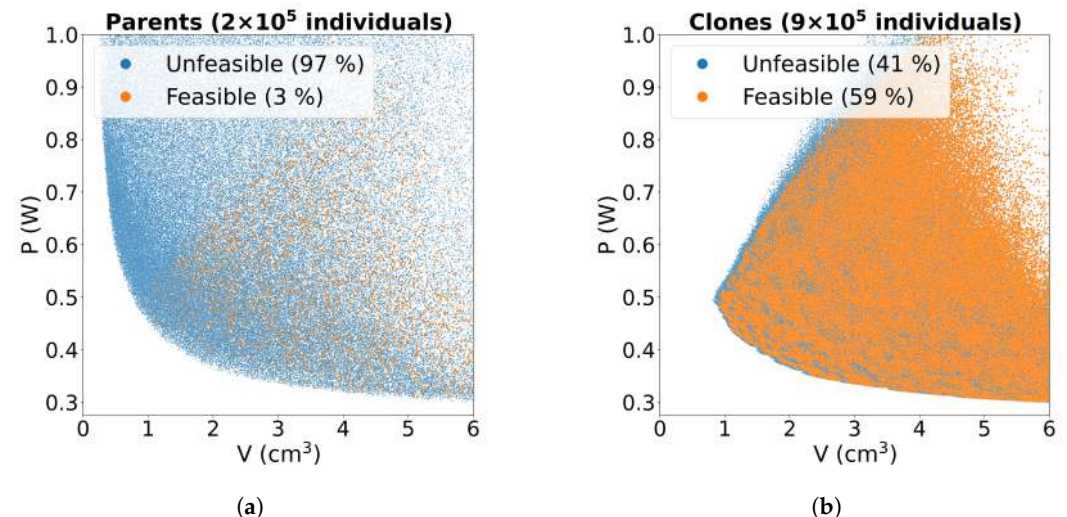 Parents (2×10⁵ individuals)
Unfeasible (97 %)
Feasible (3 %)
1.0
0.9
0.8
0.7
0.6
0.5
0.4
0.3
P (W)
0 1 2 3 4 5 6
V (cm³)
(a)
Clones (9×10⁵ individuals)
Unfeasible (41 %)
Feasible (59 %)
1.0
0.9
0.8
0.7
0.6
0.5
0.4
0.3
P (W)
0 1 2 3 4 5 6
V (cm³)
(b)